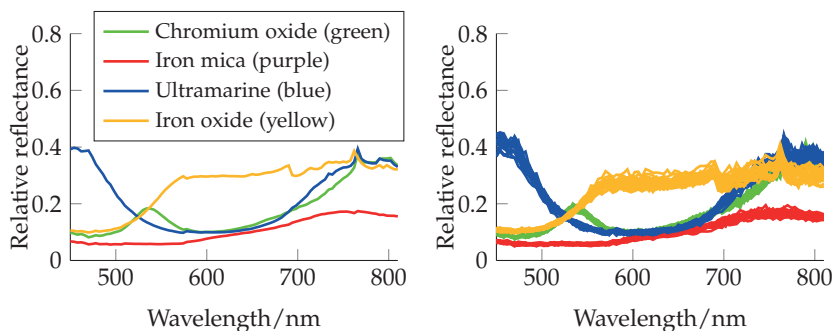 Chromium oxide (green)
Iron mica (purple)
Ultramarine (blue)
Iron oxide (yellow)
Relative reflectance
0.8
0.6
0.4
0.2
0
500
600
700
800
Wavelength/nm
Relative reflectance
0.8
0.6
0.4
0.2
0
500
600
700
800
Wavelength/nm